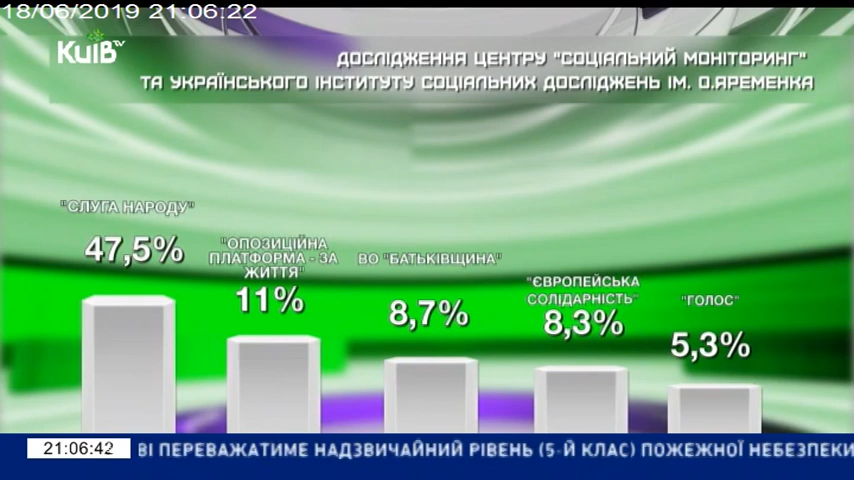 18/06/2019 21:06:22
КиїВ TV
ДОСЛІДЖЕННЯ ЦЕНТРУ "СОЦІАЛЬНИЙ МОНІТОРИНГ"
ТА УКРАЇНСЬКОГО ІНСТИТУТУ СОЦІАЛЬНИХ ДОСЛІДЖЕНЬ ІМ. О.ЯРЕМЕНКА
"СЛУГА НАРОДУ"
47,5%
"ОПОЗИЦІЙНА
ПЛАТФОРМА - ЗА
ЖИТТЯ"
11%
ВО "БАТЬКІВЩИНА"
8,7%
"ЄВРОПЕЙСЬКА
СОЛІДАРНІСТЬ"
8,3%
"ГОЛОС"
5,3%
21:06:42 ВІ ПЕРЕВАЖАТИМЕ НАДЗВИЧАЙНИЙ РІВЕНЬ (5-Й КЛАС) ПОЖЕЖНОЇ НЕБЕЗПЕКИ